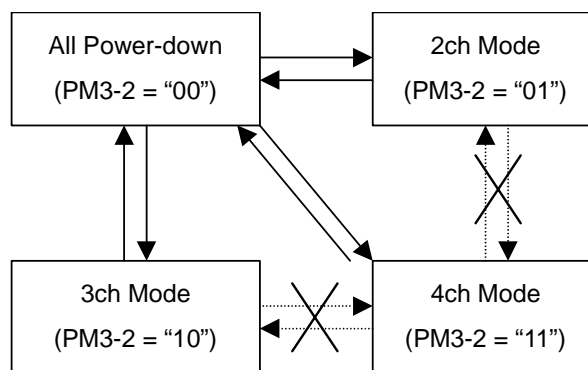 All Power-down
(PM3-2 = “00”)
2ch Mode
(PM3-2 = “01”)
3ch Mode
(PM3-2 = “10”)
4ch Mode
(PM3-2 = “11”)